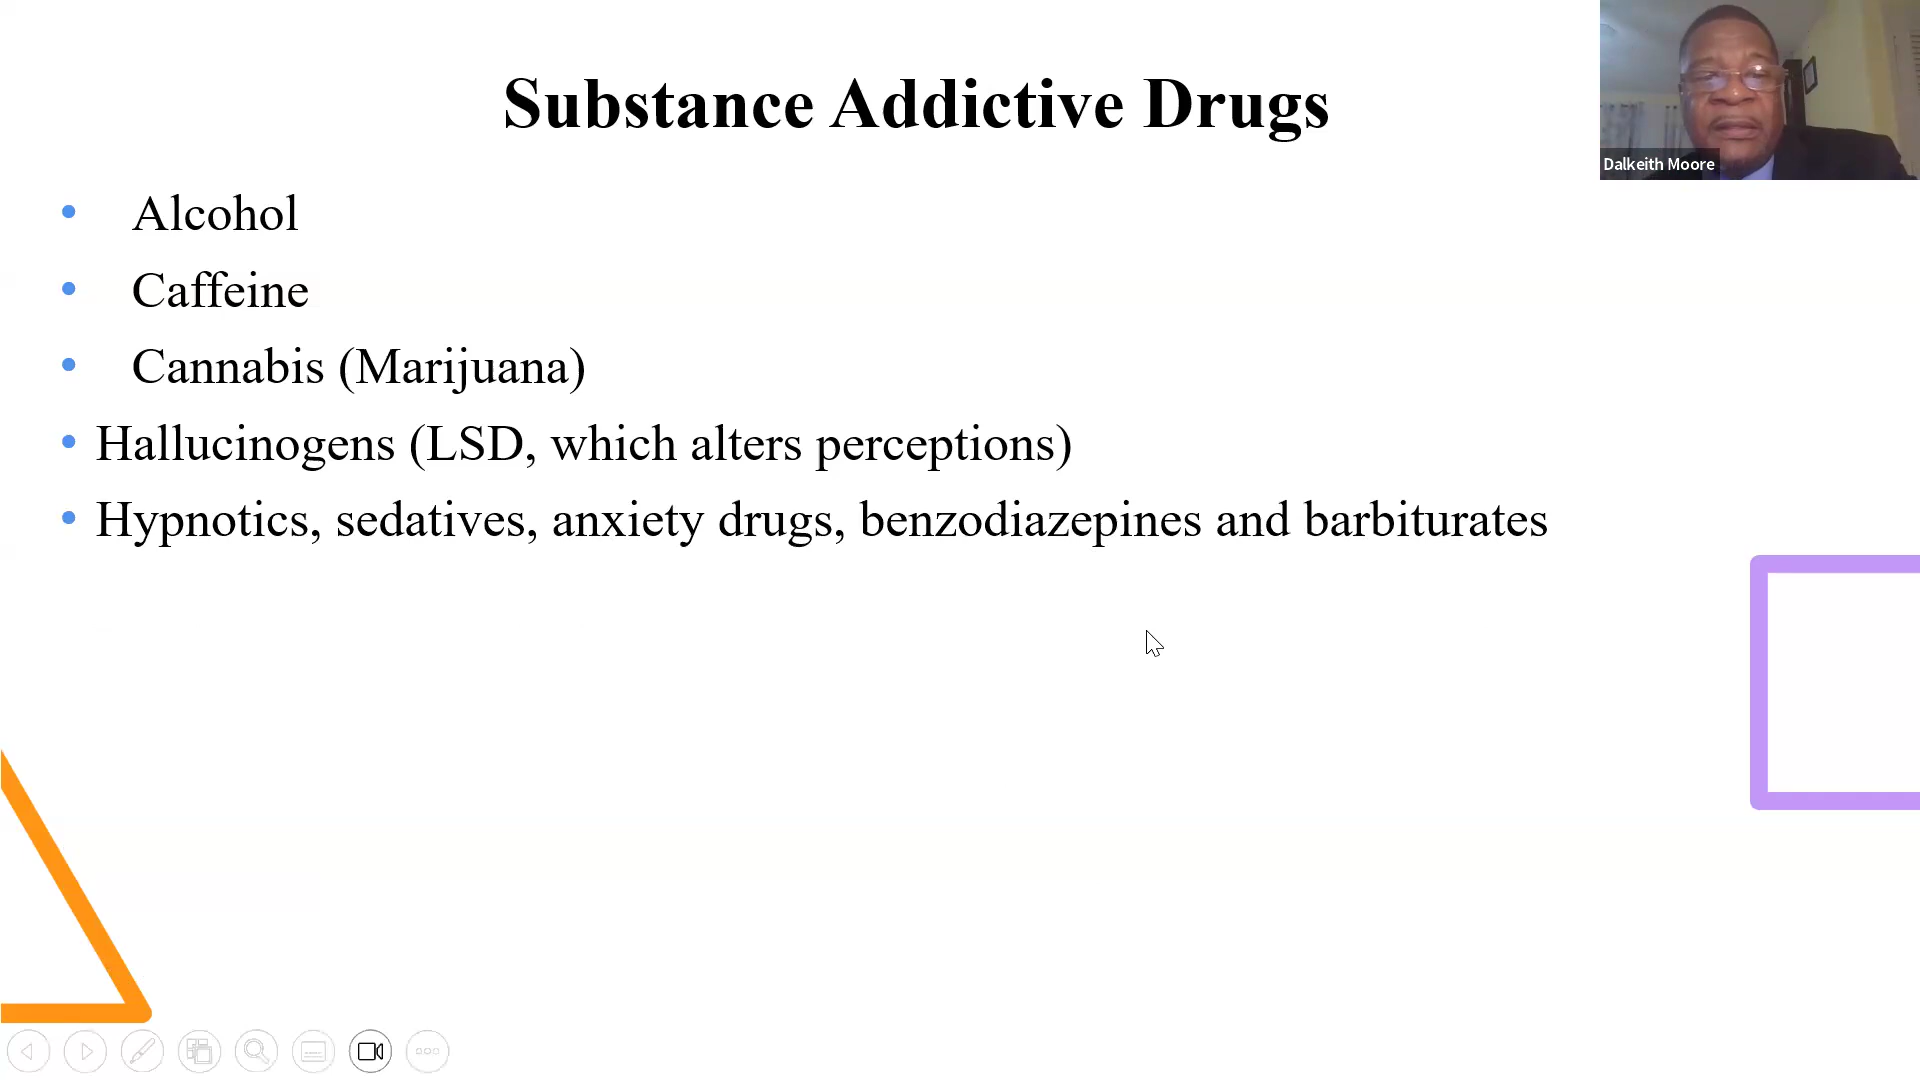 Substance Addictive Drugs
Dalkeith Moore
• Alcohol
• Caffeine
• Cannabis (Marijuana)
• Hallucinogens (LSD, which alters perceptions)
• Hypnotics, sedatives, anxiety drugs, benzodiazepines and barbiturates